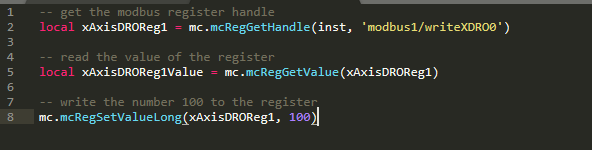 1 -- get the modbus register handle
2 local xAxisDROReg1 = mc.mcRegGetHandle(inst, 'modbus1/writeXDRO0')
3
4 -- read the value of the register
5 local xAxisDROReg1Value = mc.mcRegGetValue(xAxisDROReg1)
6
7 -- write the number 100 to the register
8 mc.mcRegSetValueLong(xAxisDROReg1, 100)